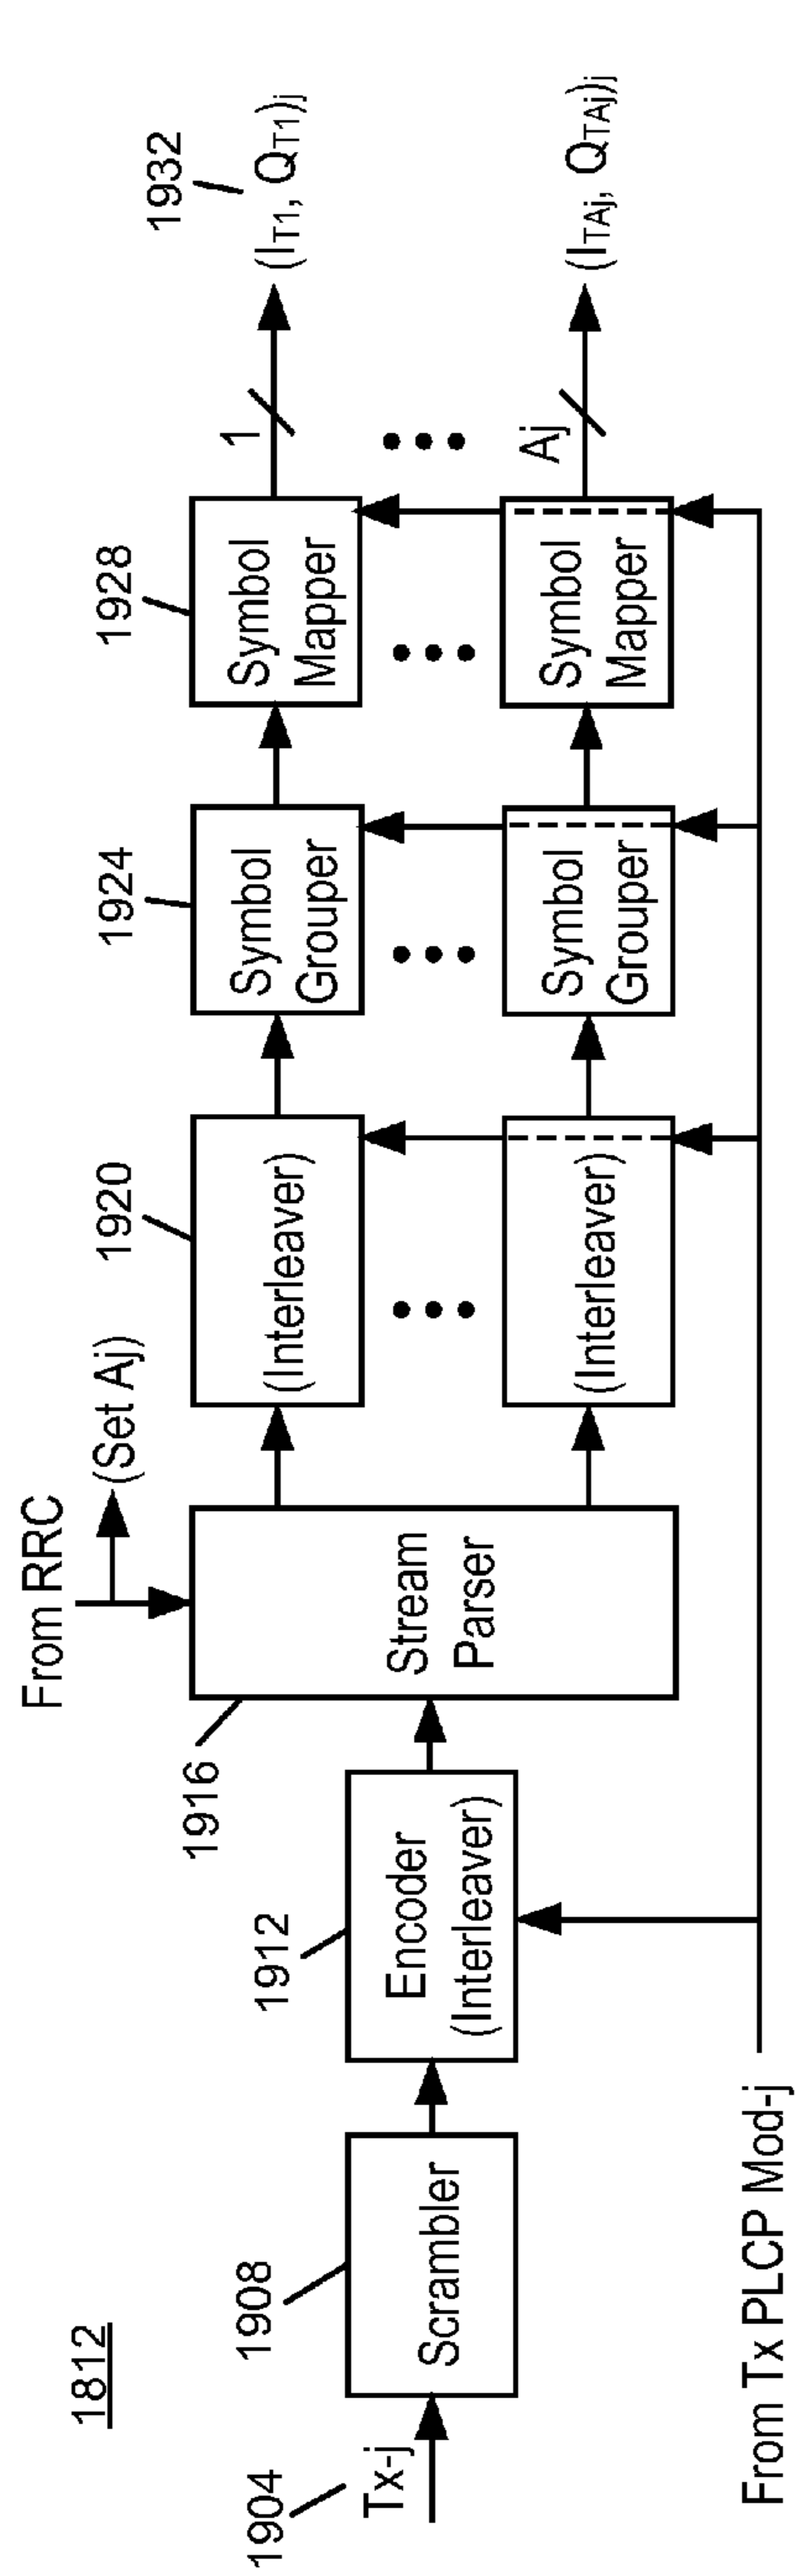 1812
From RRC
(Set Aj)
1904
Tx-j
1908
Scrambler
1912
Encoder
(Interleaver)
1916
Stream
Parser
1920
(Interleaver)
1924
Symbol
Grouper
1928
Symbol
Mapper
1
1932
(IT1, QT1)j
(Interleaver)
Symbol
Grouper
Symbol
Mapper
Aj
(ITAj, QTAj)j
From Tx PLCP Mod-j